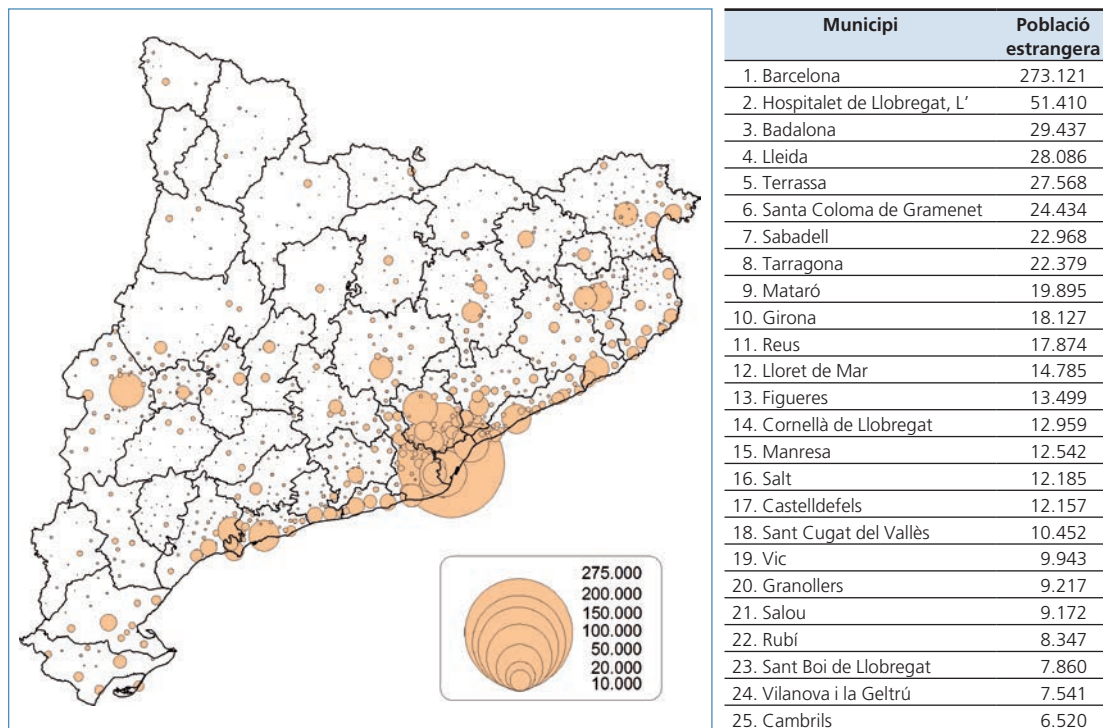 275.000
200.000
150.000
100.000
50.000
20.000
10.000
Municipi Població estrangera
1. Barcelona 273.121
2. Hospitalet de Llobregat, L’ 51.410
3. Badalona 29.437
4. Lleida 28.086
5. Terrassa 27.568
6. Santa Coloma de Gramenet 24.434
7. Sabadell 22.968
8. Tarragona 22.379
9. Mataró 19.895
10. Girona 18.127
11. Reus 17.874
12. Lloret de Mar 14.785
13. Figueres 13.499
14. Cornellà de Llobregat 12.959
15. Manresa 12.542
16. Salt 12.185
17. Castelldefels 12.157
18. Sant Cugat del Vallès 10.452
19. Vic 9.943
20. Granollers 9.217
21. Salou 9.172
22. Rubí 8.347
23. Sant Boi de Llobregat 7.860
24. Vilanova i la Geltrú 7.541
25. Cambrils 6.520